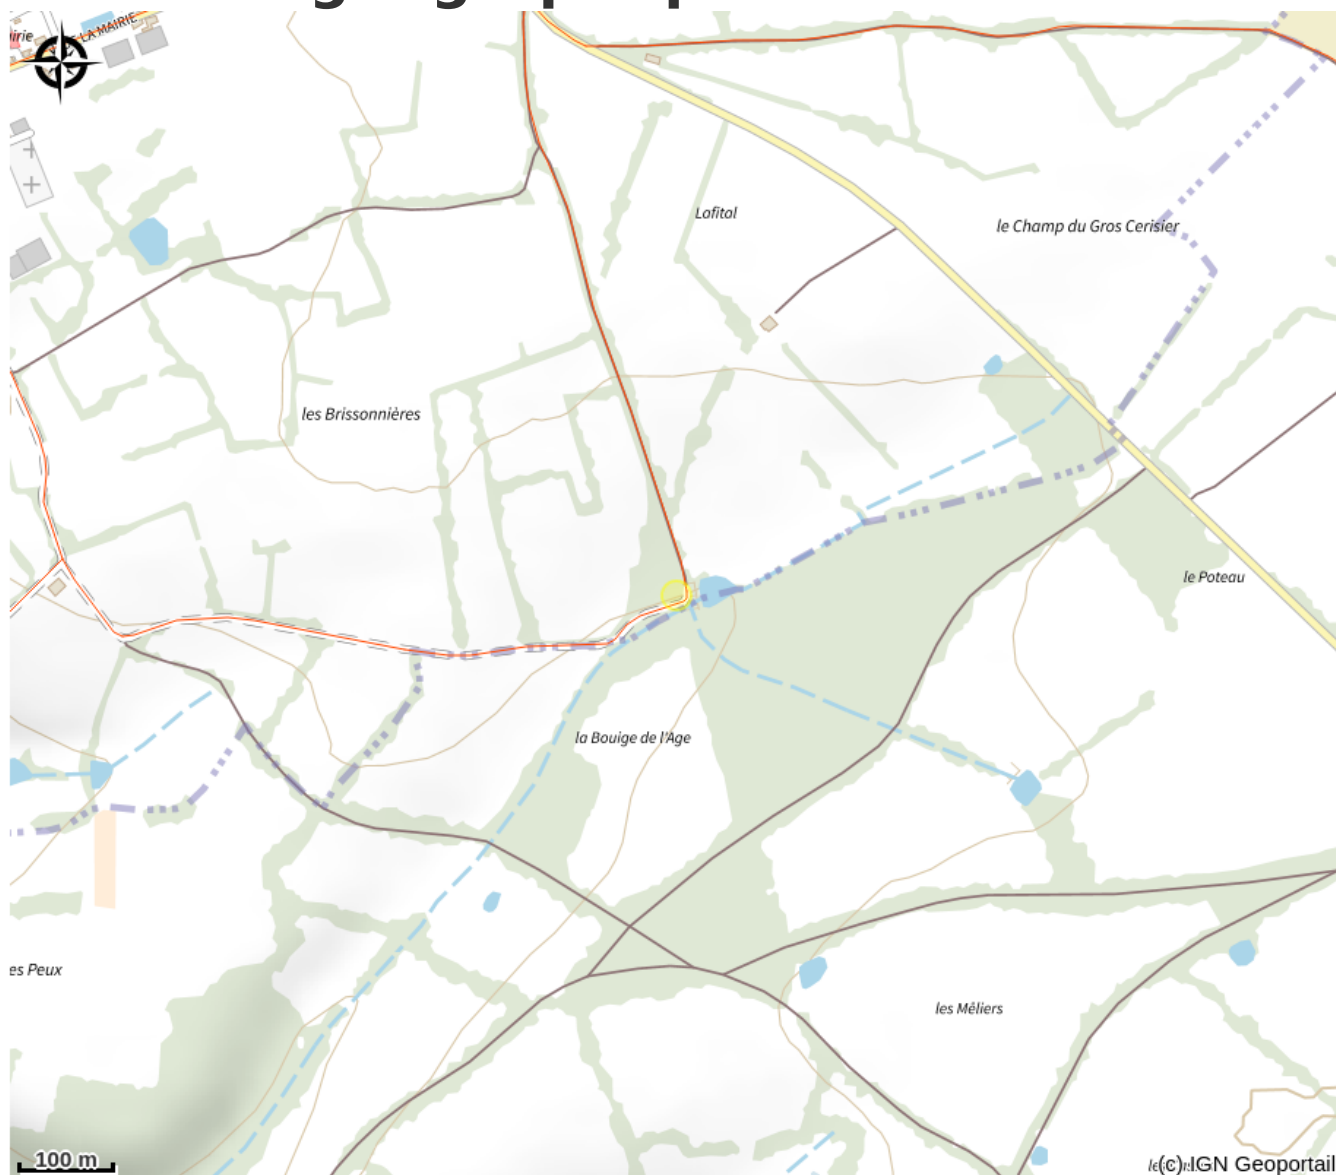 LA MAIRIE
Lafital
le Champ du Gros Cerisier
les Brissonnières
le Poteau
la Bouige de l'Age
es Peux
les Méliers
100 m
(c) IGN Geoportail